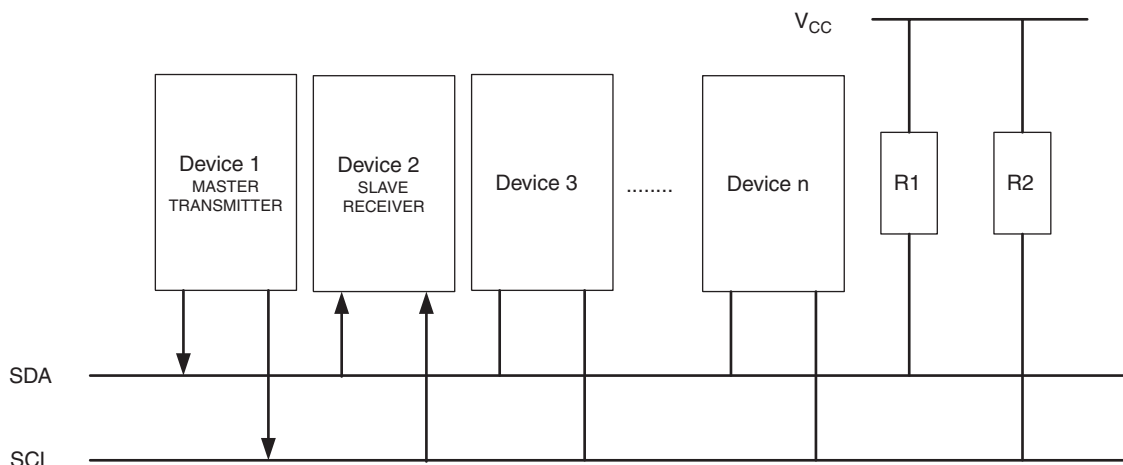 VCC
Device 1
MASTER
TRANSMITTER
Device 2
SLAVE
RECEIVER
Device 3
........
Device n
R1
R2
SDA
SCL